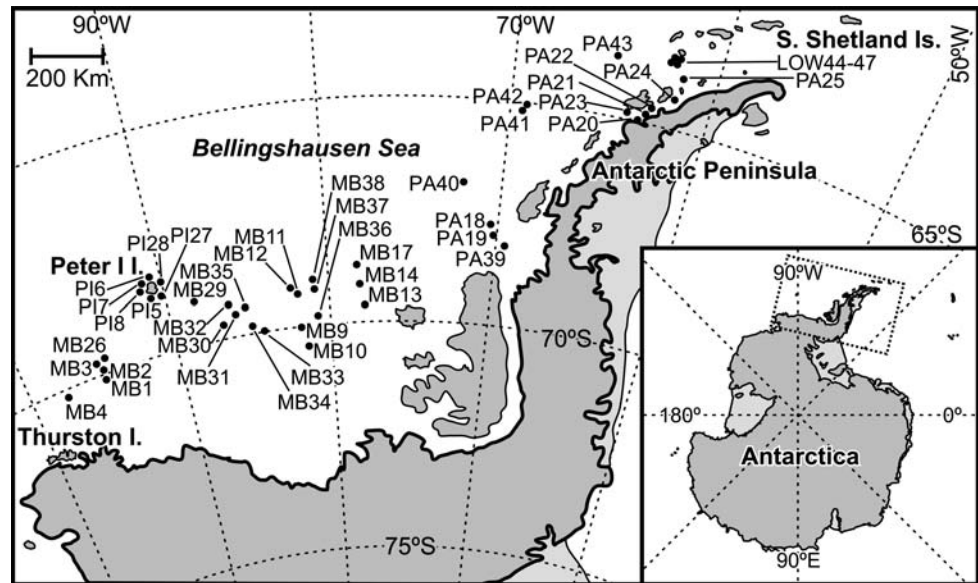 90ºW
70ºW
50ºW
200 Km
PA43
PA22
S. Shetland Is.
LOW44-47
PA24
PA21
PA25
PA42
PA23
PA41
PA20
Bellingshausen Sea
Antarctic Peninsula
MB38
PA40
MB37
MB36
PA18
PI28
PI27
MB11
MB12
MB17
PA19
PA39
65ºS
Peter I I.
MB35
MB14
PI6
MB29
MB13
PI7
PI5
PI8
MB32
MB9
70ºS
MB30
MB10
MB26
MB31
MB33
MB3
MB2
MB1
MB34
MB4
Thurston I.
75ºS
90ºW
180º
0º
Antarctica
90ºE